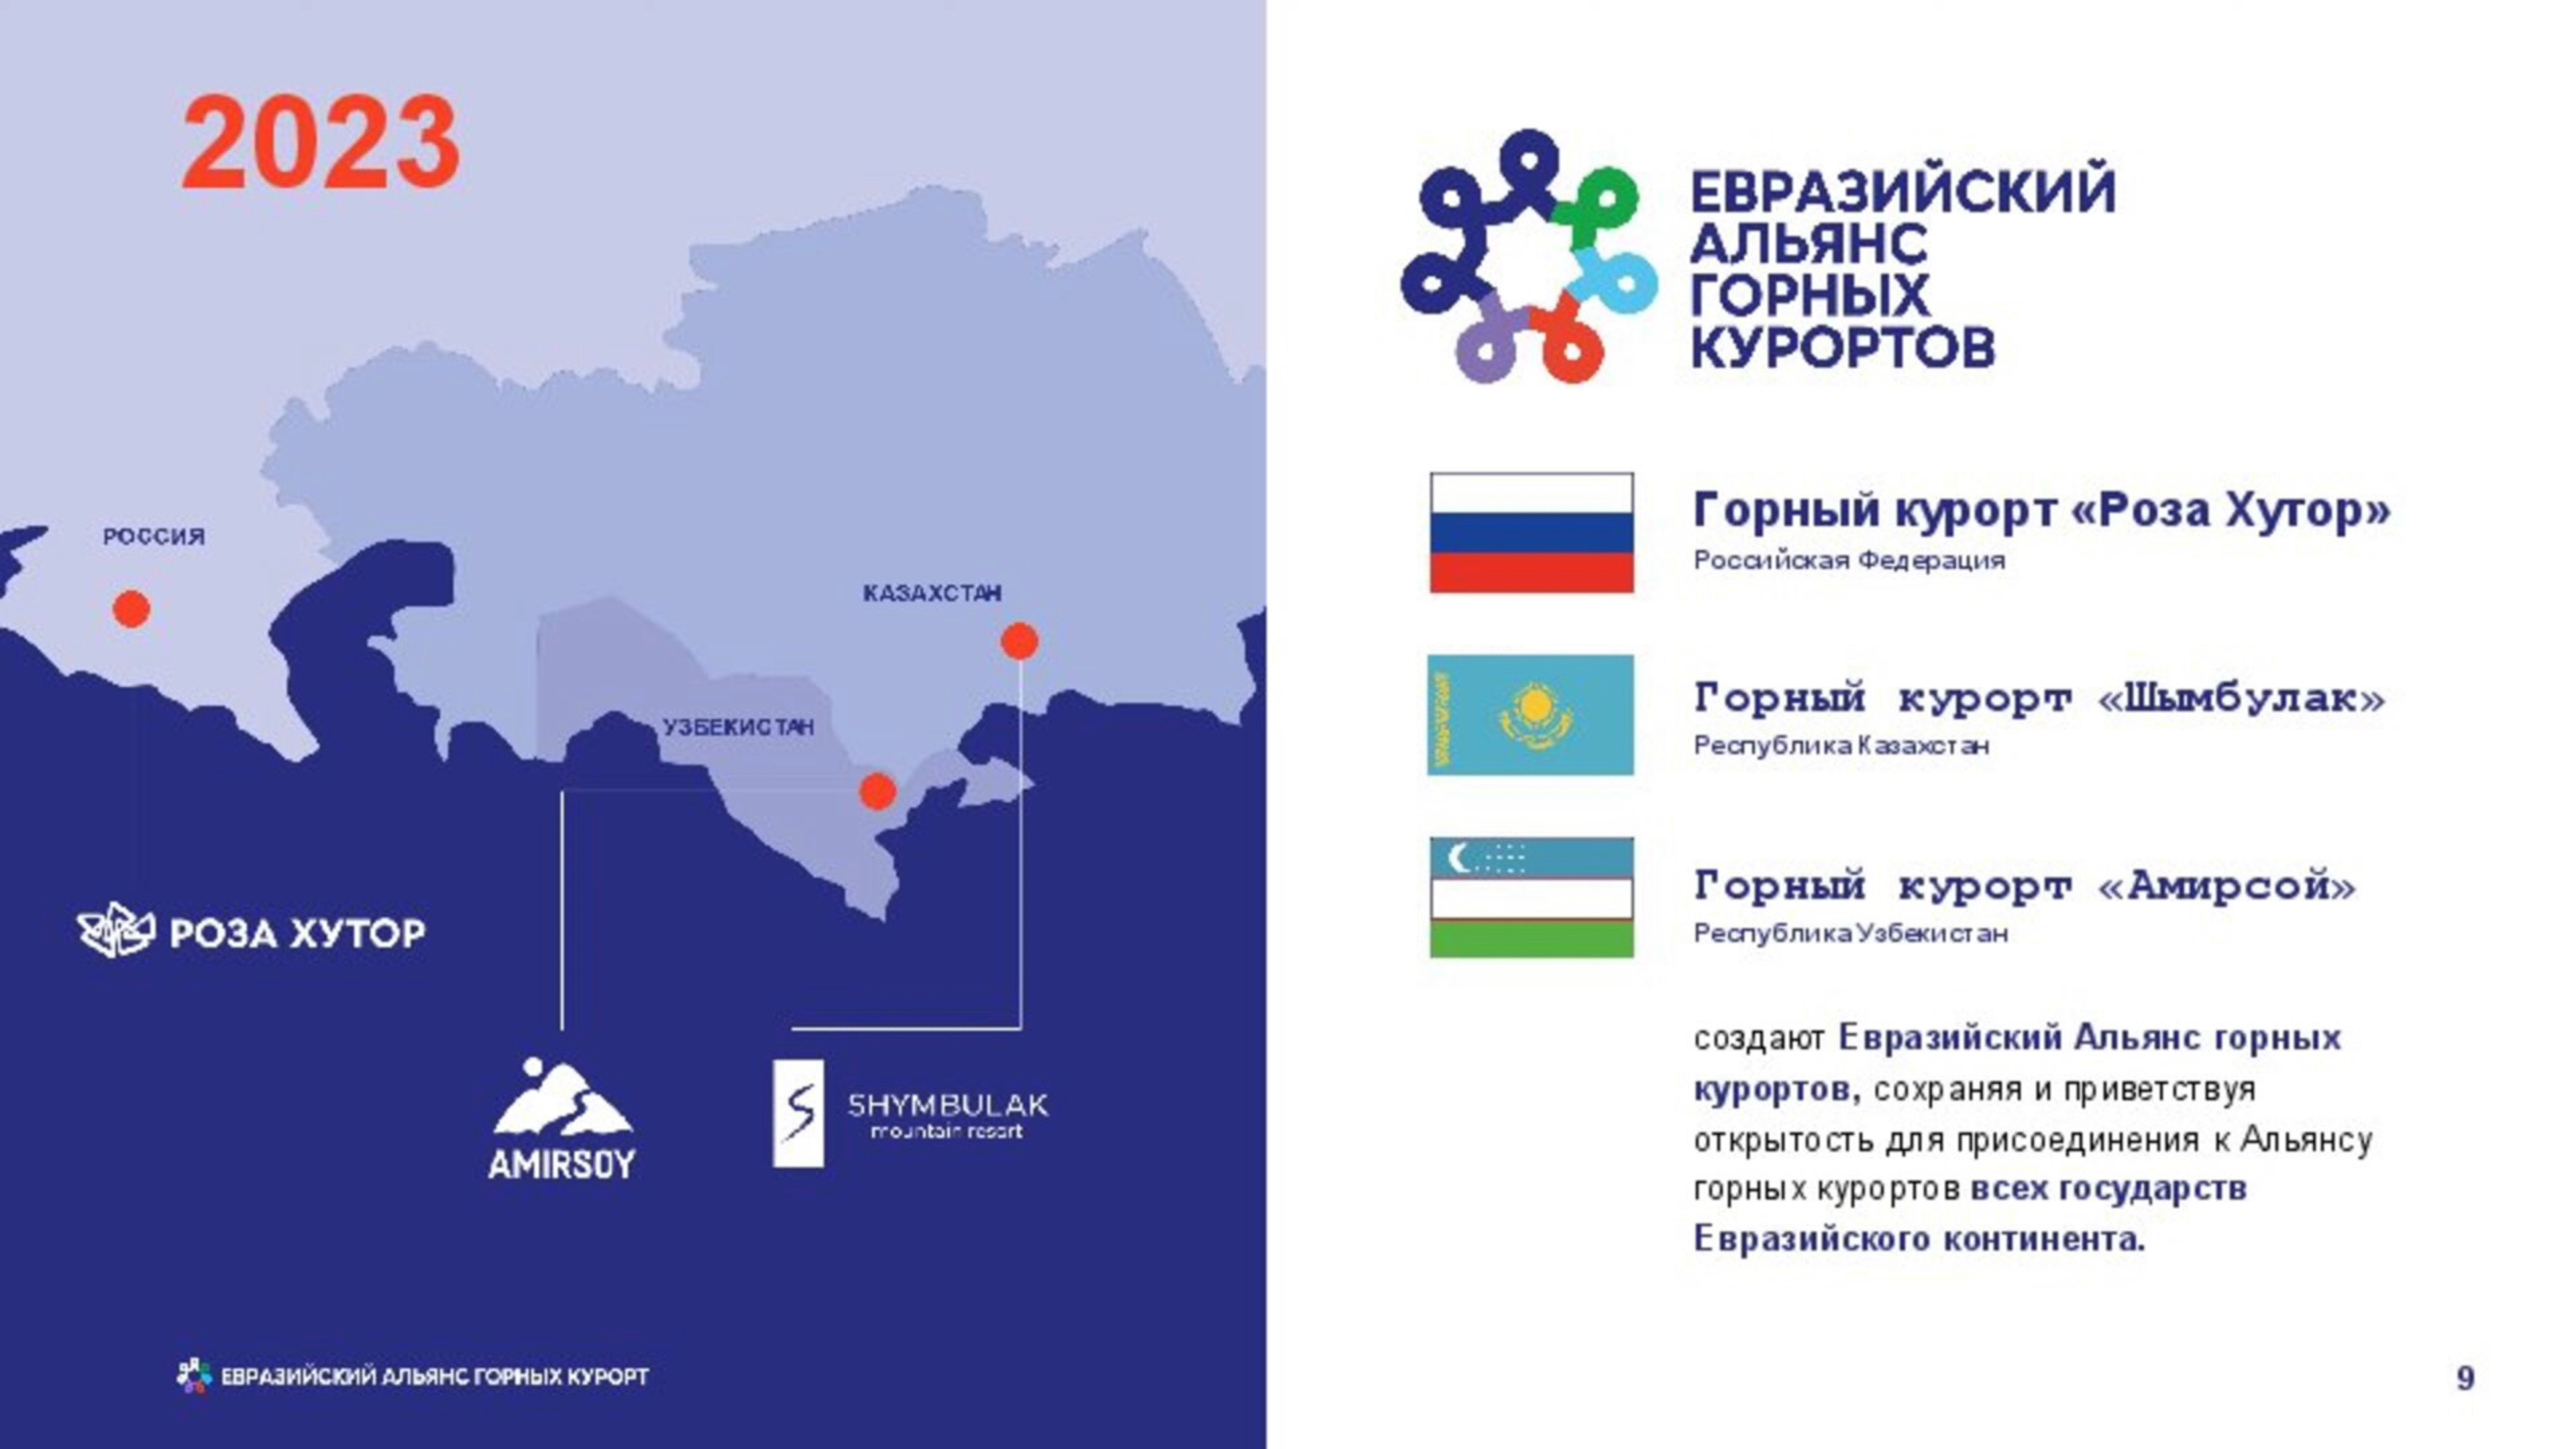 2023
РОССИЯ
КАЗАХСТАН
УЗБЕКИСТАН
РОЗА ХУТОР
AMIRSOY
SHYMBULAK
mountain resort
ЕВРАЗИЙСКИЙ АЛЬЯНС ГОРНЫХ КУРОРТ
ЕВРАЗИЙСКИЙ
АЛЬЯНС
ГОРНЫХ
КУРОРТОВ
Горный курорт «Роза Хутор»
Российская Федерация
Горный курорт «Шымбулак»
Республика Казахстан
Горный курорт «Амирсой»
Республика Узбекистан
создают Евразийский Альянс горных
курортов, сохраняя и приветствуя
открытость для присоединения к Альянсу
горных курортов всех государств
Евразийского континента.
9